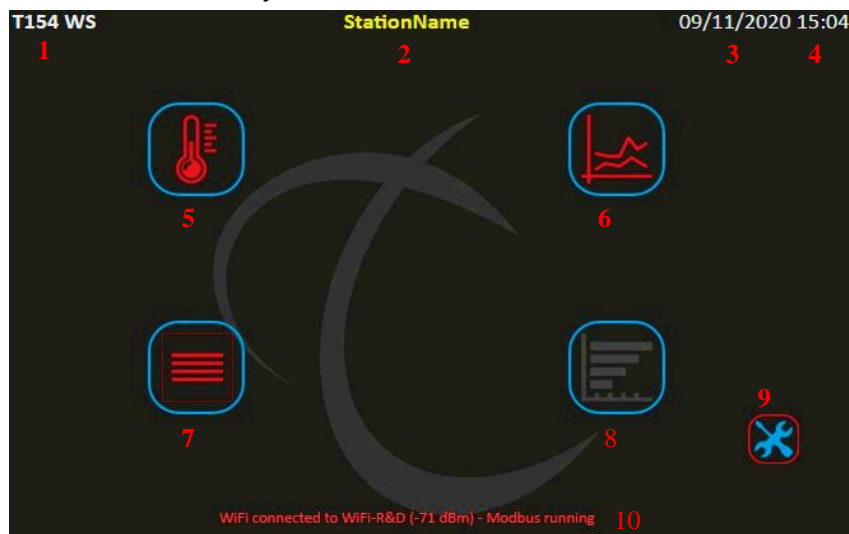 T154 WS StationName 09/11/2020 15:04
1 2 3 4
5 6
9
7 8
WiFi connected to WiFi-R&D (-71 dBm) - Modbus running 10